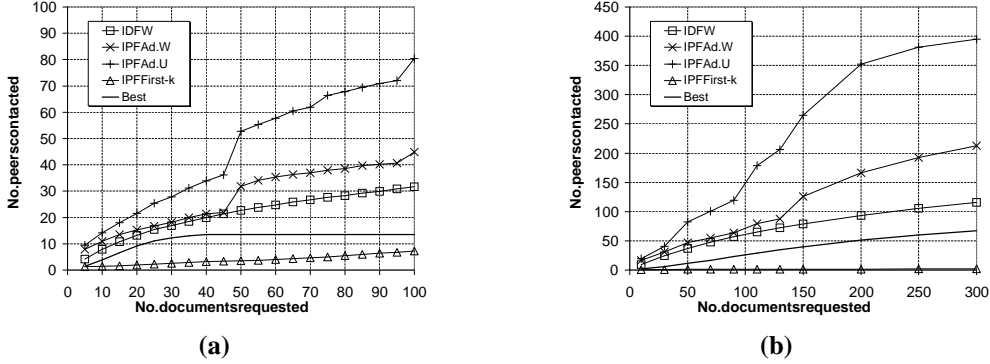 100
90
80
70
60
50
40
30
20
10
0
No.peerscontacted
IDFW
IPFAd.W
IPFAd.U
IPFFirst-k
Best
0 10 20 30 40 50 60 70 80 90 100
No.documentsrequested
(a)
450
400
350
300
250
200
150
100
50
0
No.peerscontacted
IDFW
IPFAd.W
IPFAd.U
IPFFirst-k
Best
0 50 100 150 200 250 300
No.documentsrequested
(b)